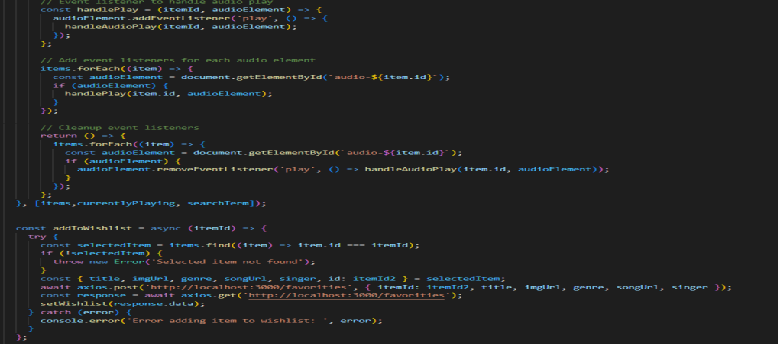 // Event listener to handle audio play
const handlePlay = (itemId, audioElement) => {
audioElement.addEventListener('play', () => {
handleAudioPlay(itemId, audioElement);
});
};
// Add event listeners for each audio element
items.forEach((item) => {
const audioElement = document.getElementById(`audio-${item.id}`);
if (audioElement) {
handlePlay(item.id, audioElement);
}
});
// Cleanup event listeners
return () => {
items.forEach((item) => {
const audioElement = document.getElementById(`audio-${item.id}`);
if (audioElement) {
audioElement.removeEventListener('play', () => handleAudioPlay(item.id, audioElement));
}
});
};
}, [items,currentlyPlaying, searchTerm]);
const addToWishlist = async (itemId) => {
try {
const selectedItem = items.find((item) => item.id === itemId);
if (!selectedItem) {
throw new Error('Selected item not found');
}
const { title, imgUrl, genre, songUrl, singer, id: itemId2 } = selectedItem;
await axios.post('http://localhost:3000/favorities', { itemId: itemId2, title, imgUrl, genre, songUrl, singer });
const response = await axios.get('http://localhost:3000/favorities');
setWishlist(response.data);
} catch (error) {
console.error('Error adding item to wishlist: ', error);
}
};